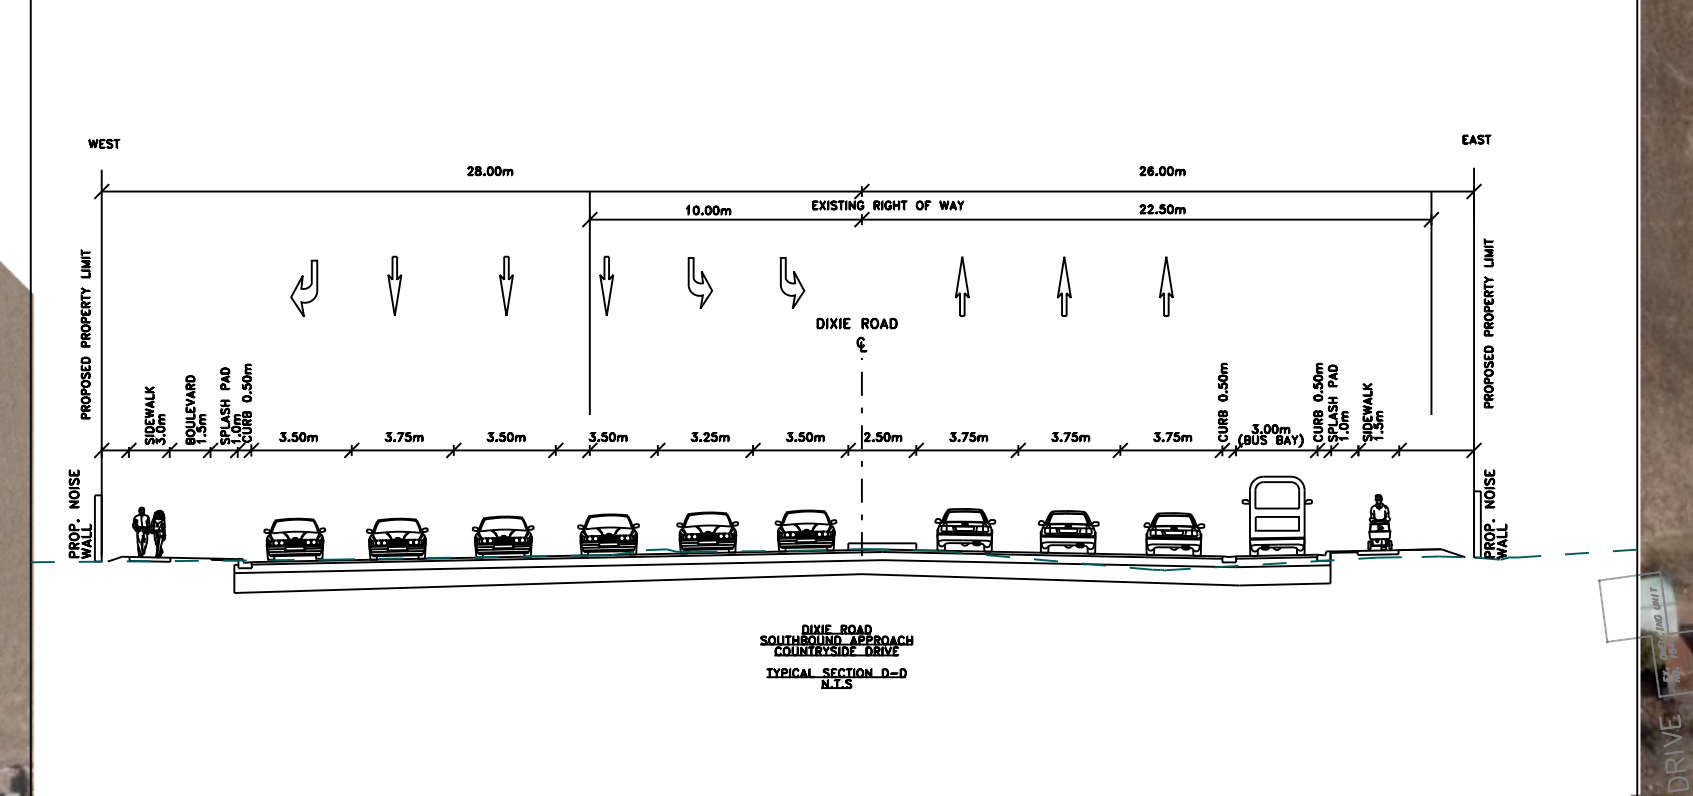 WEST
EAST
28.00m
26.00m
EXISTING RIGHT OF WAY
10.00m
22.50m
PROPOSED PROPERTY LIMIT
PROPOSED PROPERTY LIMIT
DIXIE ROAD
℄
SIDEWALK
3.0m
BOULEVARD
1.5m
SPLASH PAD
1.0m
CURB 0.50m
3.50m
3.75m
3.50m
3.50m
3.25m
3.50m
2.50m
3.75m
3.75m
3.75m
CURB 0.50m
3.00m
(BUS BAY)
CURB 0.50m
SPLASH PAD
1.0m
SIDEWALK
1.5m
PROP. NOISE
WALL
PROP. NOISE
WALL
DIXIE ROAD
SOUTHBOUND APPROACH
COUNTRYSIDE DRIVE
TYPICAL SECTION D-D
N.T.S
DRIVE